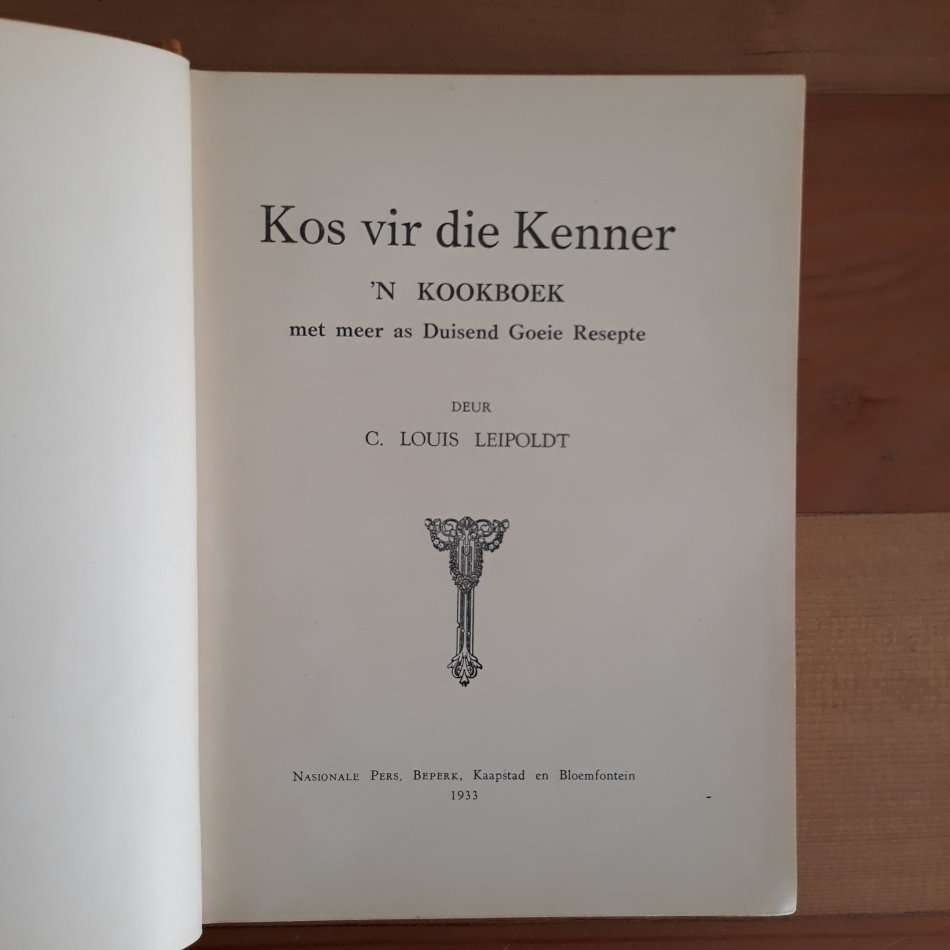 Kos vir die Kenner
'N KOOKBOEK
met meer as Duisend Goeie Resepte
DEUR
C. LOUIS LEIPOLDT
NASIONALE PERS, BEPERK, Kaapstad en Bloemfontein
1933